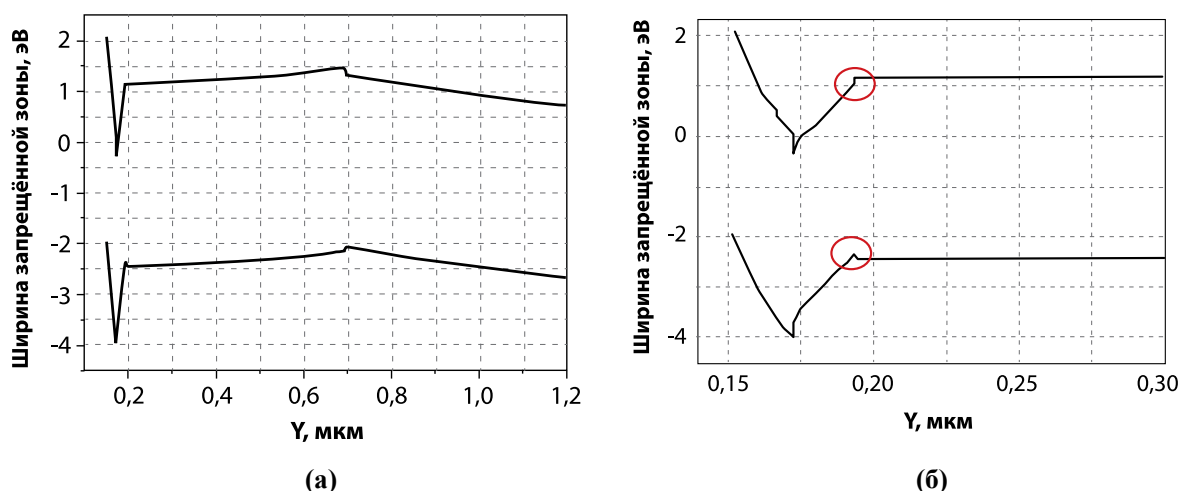 Ширина запрещённой зоны, эВ
2
1
0
-1
-2
-3
-4
0,2 0,4 0,6 0,8 1,0 1,2
Y, мкм
(а)
Ширина запрещённой зоны, эВ
2
0
-2
-4
0,15 0,20 0,25 0,30
Y, мкм
(б)